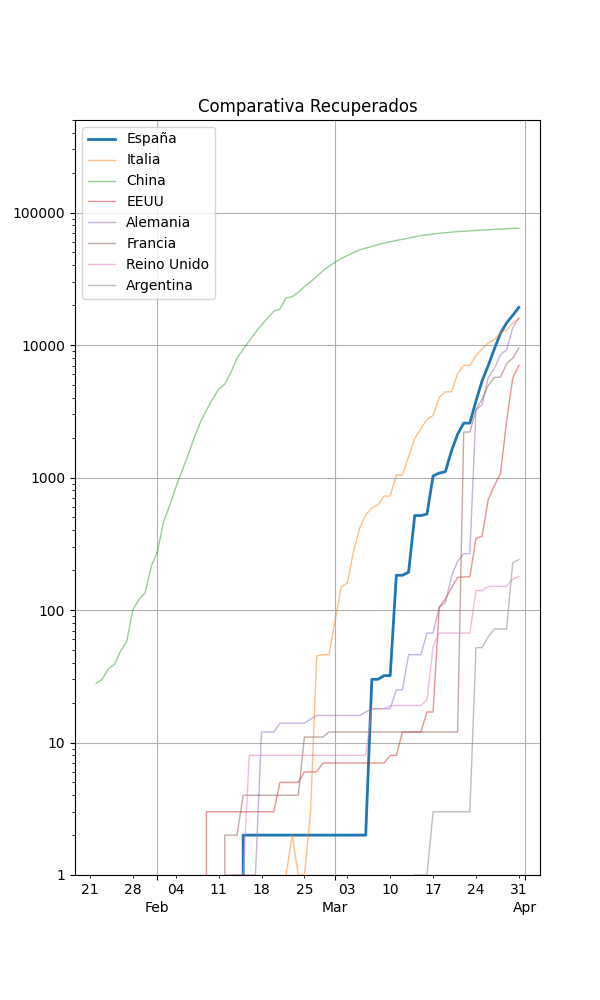 Comparativa Recuperados
España
Italia
China
EEUU
Alemania
Francia
Reino Unido
Argentina
100000
10000
1000
100
10
1
21 28 04 11 18 25 03 10 17 24 31
Feb Mar Apr